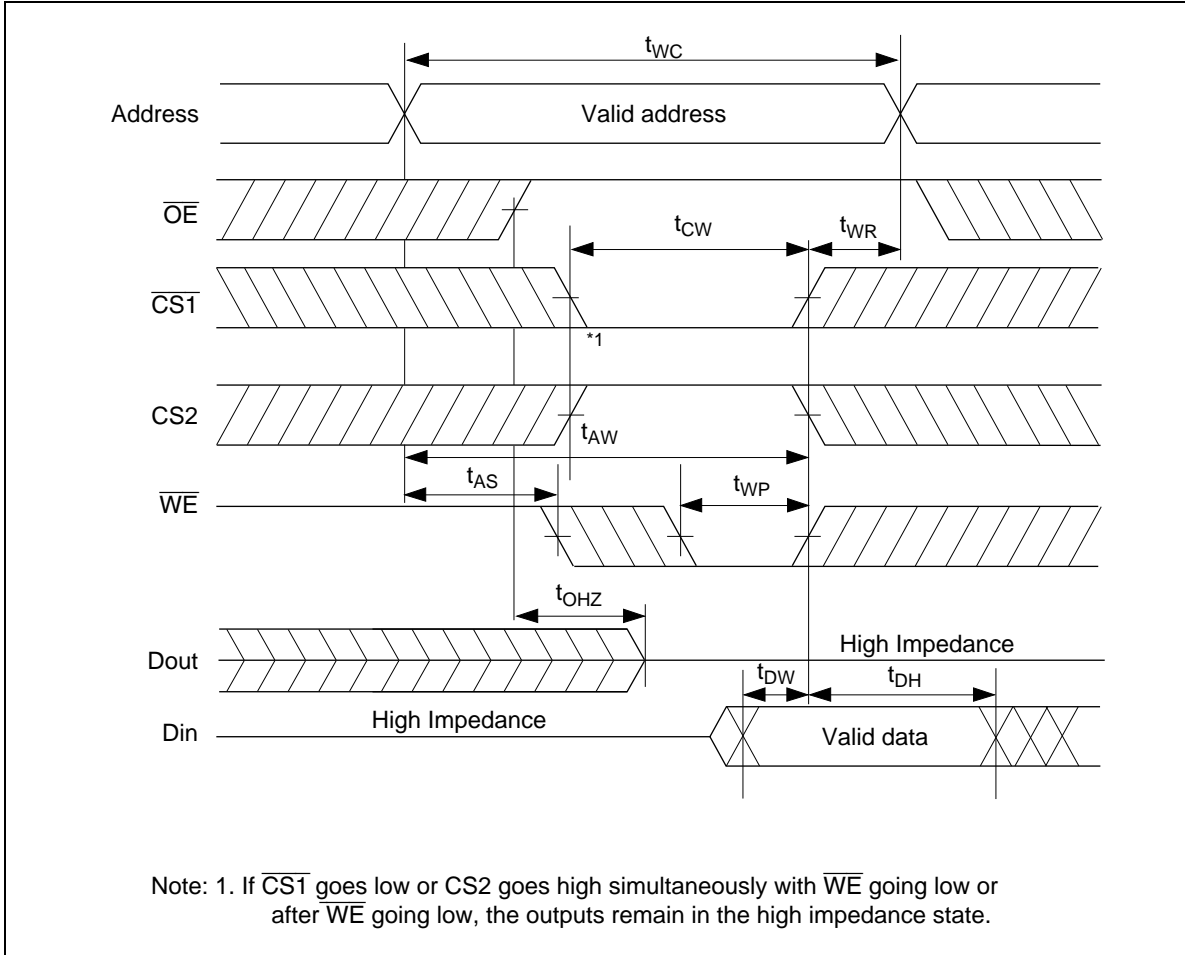 tWC
Address Valid address
OE
tCW tWR
CS1
*1
CS2
tAW
tAS tWP
WE
tOHZ
Dout High Impedance
tDW tDH
Din High Impedance Valid data
Note: 1. If CS1 goes low or CS2 goes high simultaneously with WE going low or
after WE going low, the outputs remain in the high impedance state.